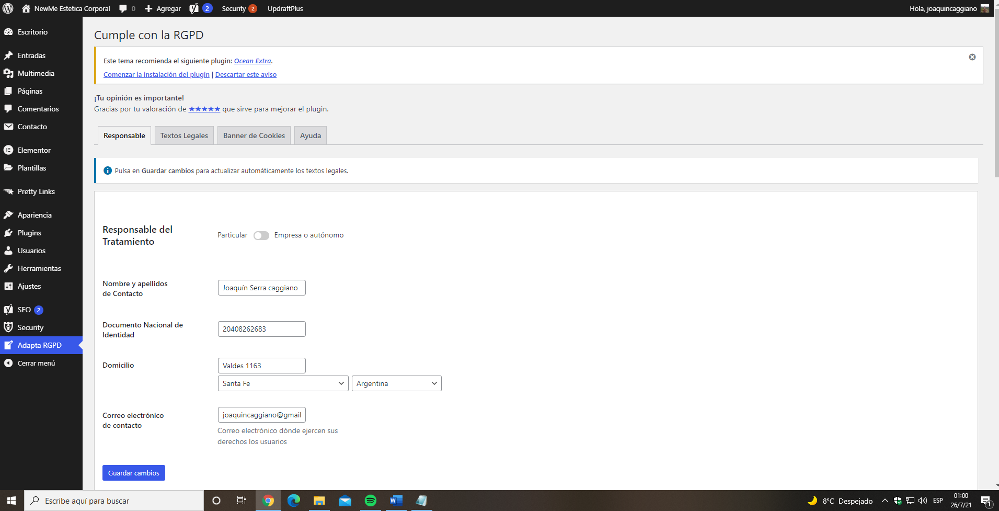 NewMe Estetica Corporal
0
Agregar
2
Security 2
UpdraftPlus
Hola, joaquincaggiano
Escritorio
Entradas
Multimedia
Páginas
Comentarios
Contacto
Elementor
Plantillas
Pretty Links
Apariencia
Plugins
Usuarios
Herramientas
Ajustes
SEO 2
Security
Adapta RGPD
Cerrar menú
Cumple con la RGPD
Este tema recomienda el siguiente plugin: Ocean Extra.
Comenzar la instalación del plugin | Descartar este aviso
¡Tu opinión es importante!
Gracias por tu valoración de ★★★★★ que sirve para mejorar el plugin.
Responsable
Textos Legales
Banner de Cookies
Ayuda
Pulsa en Guardar cambios para actualizar automáticamente los textos legales.
Responsable del
Tratamiento
Particular
Empresa o autónomo
Nombre y apellidos
de Contacto
Joaquín Serra caggiano
Documento Nacional de
Identidad
20408262683
Domicilio
Valdes 1163
Santa Fe
Argentina
Correo electrónico
de contacto
joaquincaggiano@gmail
Correo electrónico dónde ejercen sus
derechos los usuarios
Guardar cambios
Escribe aquí para buscar
8°C Despejado
ESP
01:00
26/7/21
1